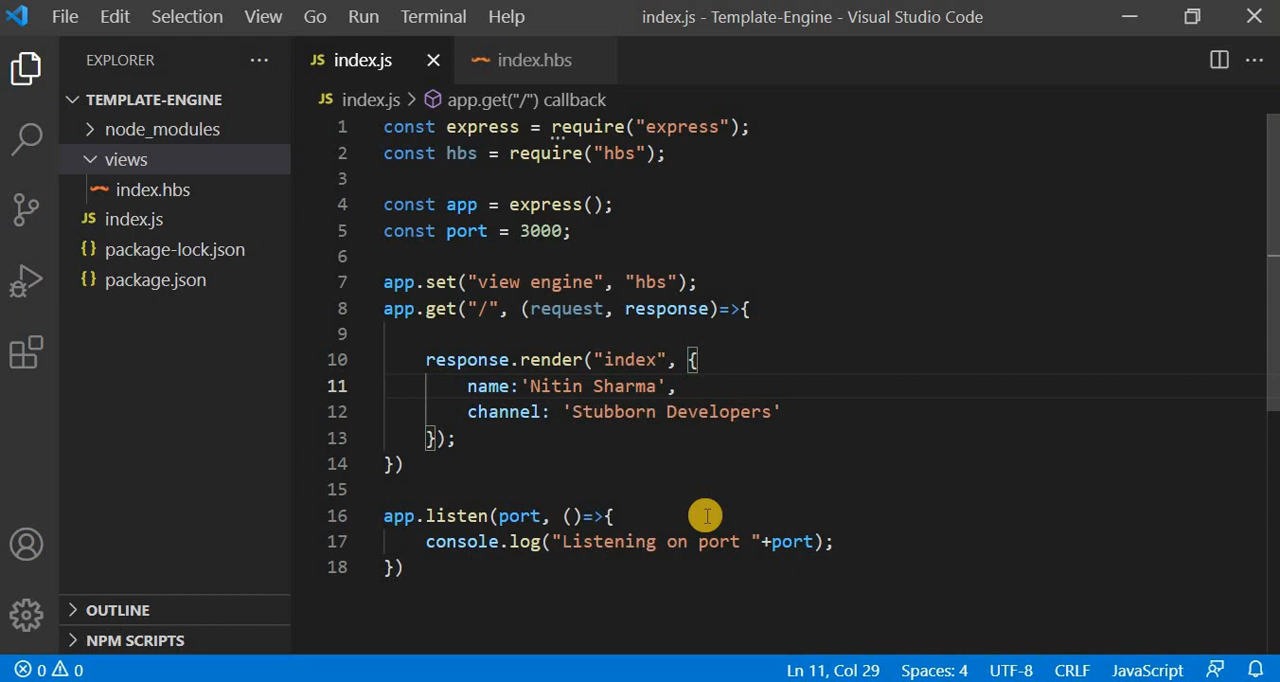 File Edit Selection View Go Run Terminal Help index.js - Template-Engine - Visual Studio Code
EXPLORER ...
TEMPLATE-ENGINE
node_modules
views
index.hbs
JS index.js
{} package-lock.json
{} package.json
OUTLINE
NPM SCRIPTS
JS index.js index.hbs
JS index.js > app.get("/") callback
1 const express = require("express");
2 const hbs = require("hbs");
3
4 const app = express();
5 const port = 3000;
6
7 app.set("view engine", "hbs");
8 app.get("/", (request, response)=>{
9
10 response.render("index", {
11 name:'Nitin Sharma',
12 channel: 'Stubborn Developers'
13 });
14 })
15
16 app.listen(port, ()=>{
17 console.log("Listening on port "+port);
18 })
0 0 Ln 11, Col 29 Spaces: 4 UTF-8 CRLF JavaScript